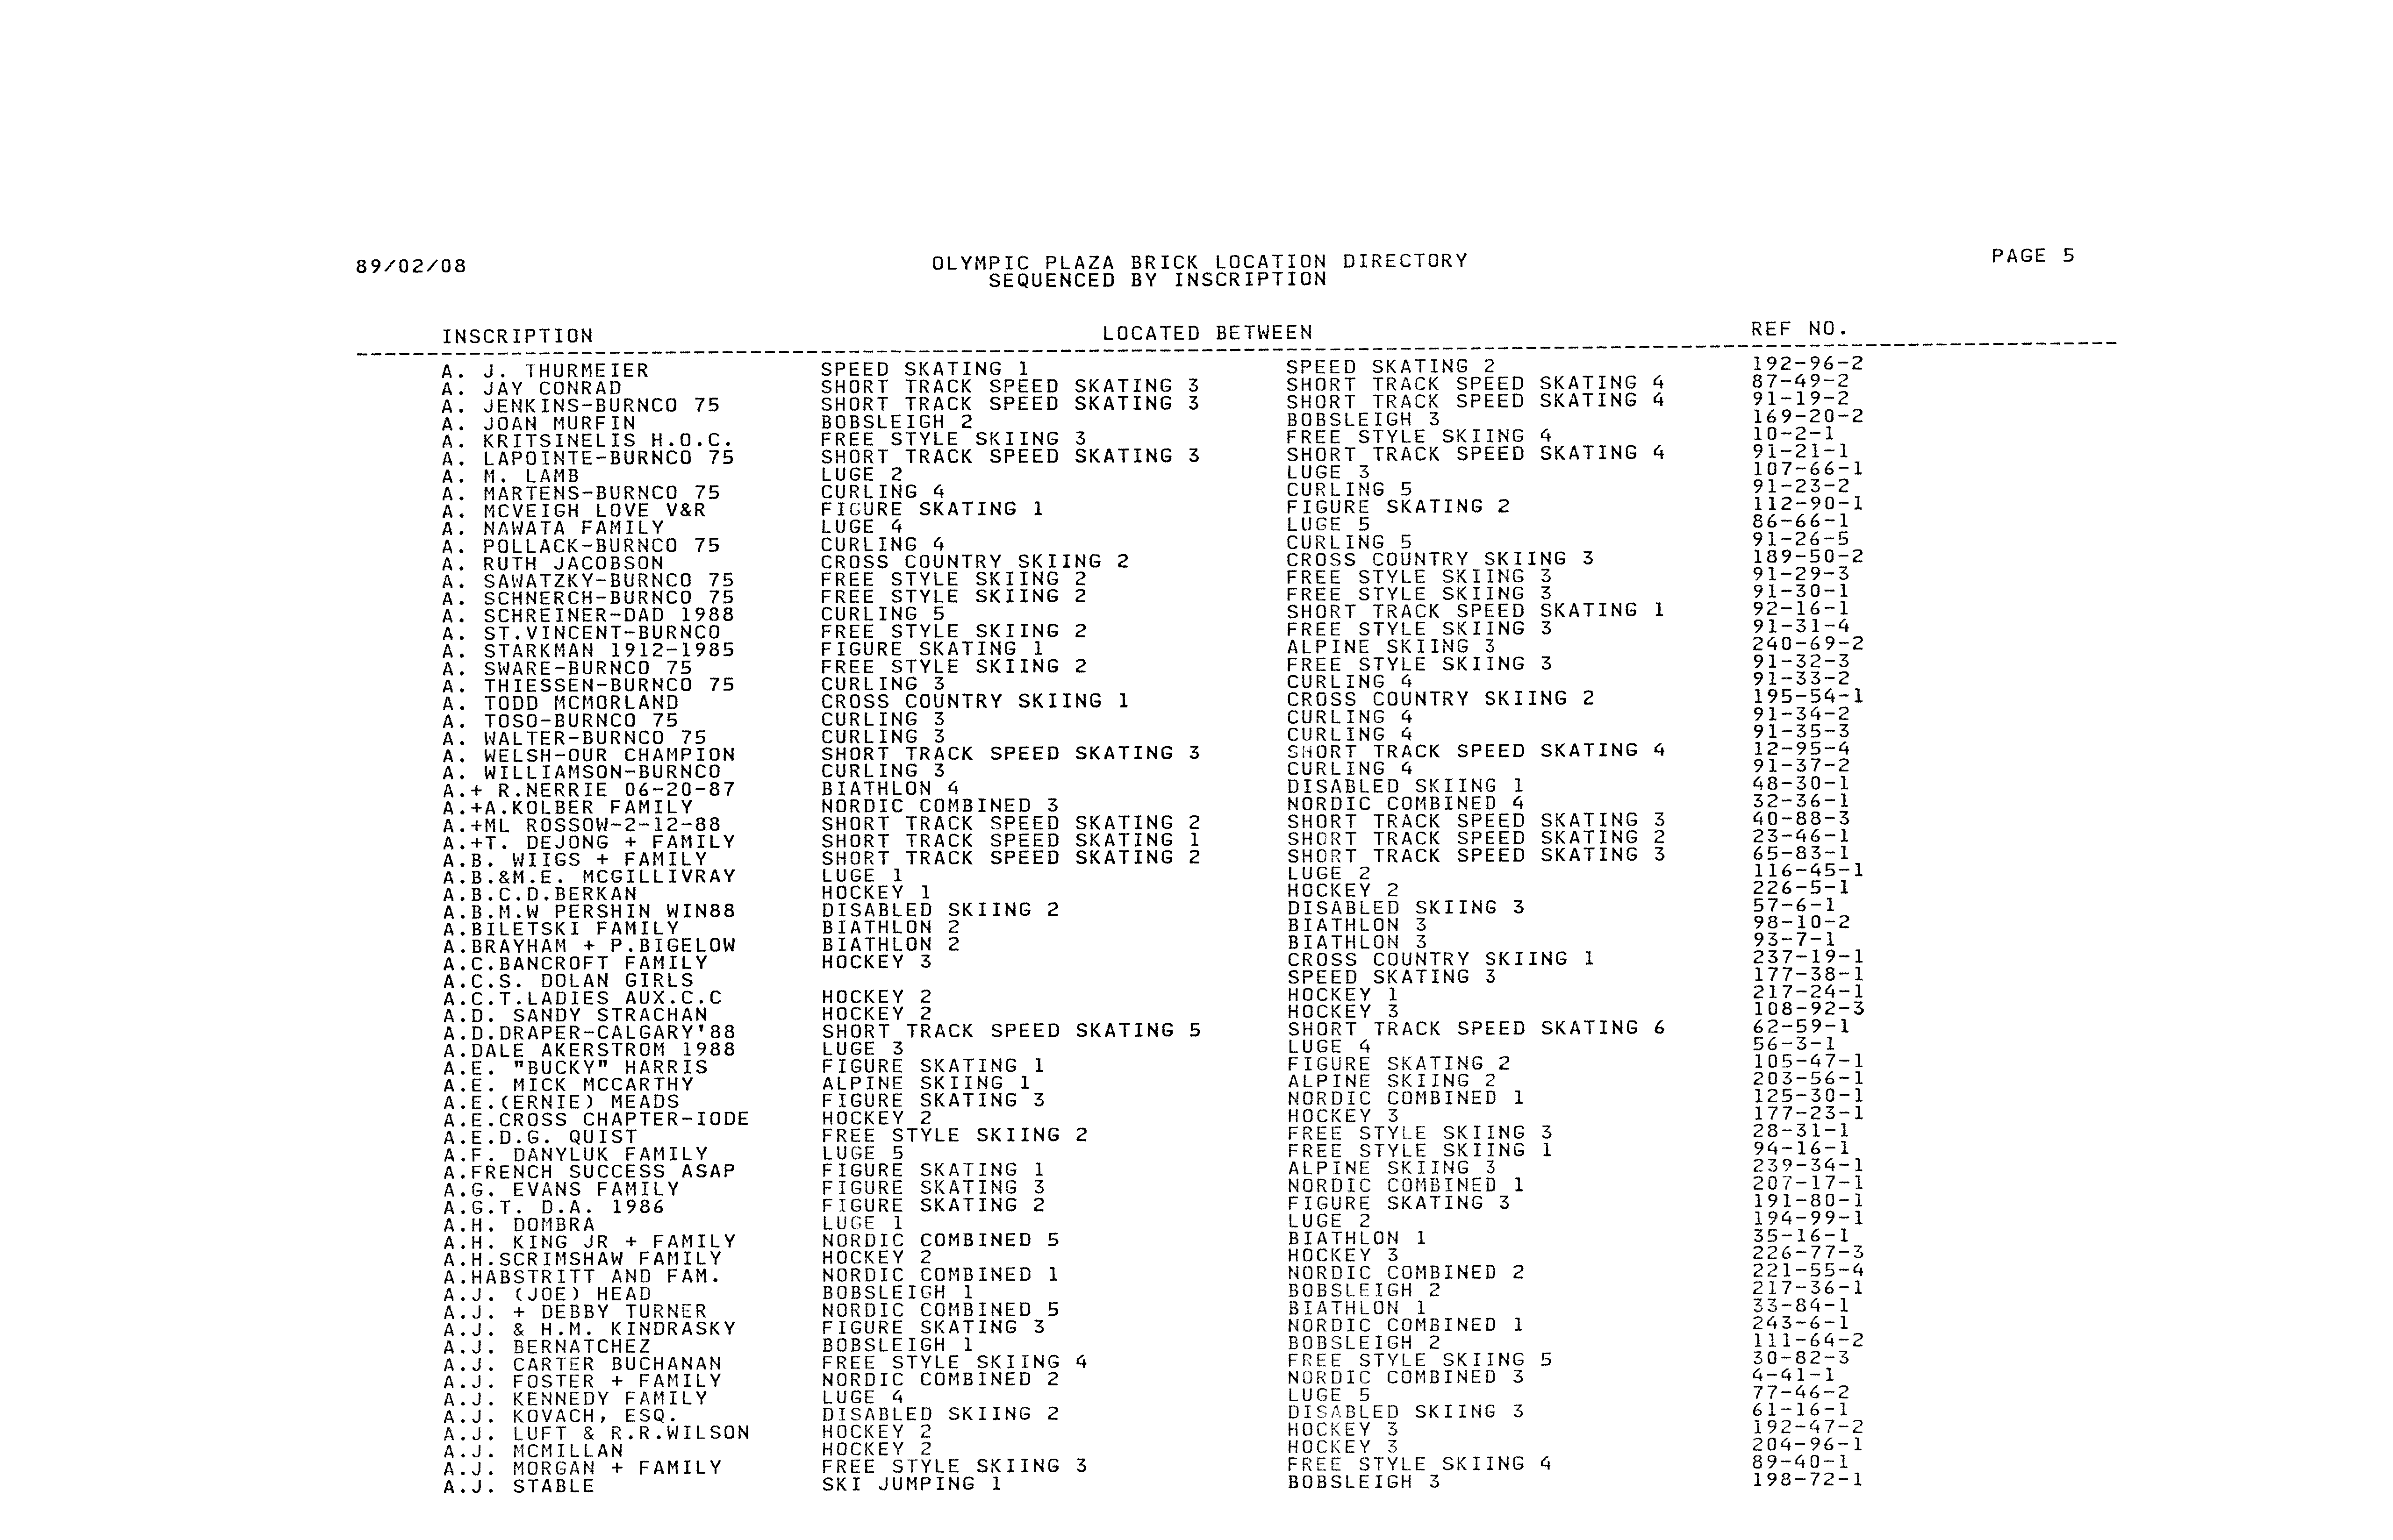 89/02/08 OLYMPIC PLAZA BRICK LOCATION DIRECTORY PAGE 5
SEQUENCED BY INSCRIPTION
INSCRIPTION LOCATED BETWEEN REF NO.
A. J. THURMEIER SPEED SKATING 1 SPEED SKATING 2 192-96-2
A. JAY CONRAD SHORT TRACK SPEED SKATING 3 SHORT TRACK SPEED SKATING 4 87-49-2
A. JENKINS-BURNCO 75 SHORT TRACK SPEED SKATING 3 SHORT TRACK SPEED SKATING 4 91-19-2
A. JOAN MURFIN BOBSLEIGH 2 BOBSLEIGH 3 169-20-2
A. KRITSINELIS H.O.C. FREE STYLE SKIING 3 FREE STYLE SKIING 4 10-2-1
A. LAPOINTE-BURNCO 75 SHORT TRACK SPEED SKATING 3 SHORT TRACK SPEED SKATING 4 91-21-1
A. M. LAMB LUGE 2 LUGE 3 107-66-1
A. MARTENS-BURNCO 75 CURLING 4 CURLING 5 91-23-2
A. MCVEIGH LOVE V&R FIGURE SKATING 1 FIGURE SKATING 2 112-90-1
A. NAWATA FAMILY LUGE 4 LUGE 5 86-66-1
A. POLLACK-BURNCO 75 CURLING 4 CURLING 5 91-26-5
A. RUTH JACOBSON CROSS COUNTRY SKIING 2 CROSS COUNTRY SKIING 3 189-50-2
A. SAWATZKY-BURNCO 75 FREE STYLE SKIING 2 FREE STYLE SKIING 3 91-29-3
A. SCHNERCH-BURNCO 75 FREE STYLE SKIING 2 FREE STYLE SKIING 3 91-30-1
A. SCHREINER-DAD 1988 CURLING 5 SHORT TRACK SPEED SKATING 1 92-16-1
A. ST.VINCENT-BURNCO FREE STYLE SKIING 2 FREE STYLE SKIING 3 91-31-4
A. STARKMAN 1912-1985 FIGURE SKATING 1 ALPINE SKIING 3 240-69-2
A. SWARE-BURNCO 75 FREE STYLE SKIING 2 FREE STYLE SKIING 3 91-32-3
A. THIESSEN-BURNCO 75 CURLING 3 CURLING 4 91-33-2
A. TODD MCMORLAND CROSS COUNTRY SKIING 1 CROSS COUNTRY SKIING 2 195-54-1
A. TOSO-BURNCO 75 CURLING 3 CURLING 4 91-34-2
A. WALTER-BURNCO 75 CURLING 3 CURLING 4 91-35-3
A. WELSH-OUR CHAMPION SHORT TRACK SPEED SKATING 3 SHORT TRACK SPEED SKATING 4 12-95-4
A. WILLIAMSON-BURNCO CURLING 3 CURLING 4 91-37-2
A.+ R.NERRIE 06-20-87 BIATHLON 4 DISABLED SKIING 1 48-30-1
A.+A.KOLBER FAMILY NORDIC COMBINED 3 NORDIC COMBINED 4 32-36-1
A.+ML ROSSOW-2-12-88 SHORT TRACK SPEED SKATING 2 SHORT TRACK SPEED SKATING 3 40-88-3
A.+T. DEJONG + FAMILY SHORT TRACK SPEED SKATING 1 SHORT TRACK SPEED SKATING 2 23-46-1
A.B. WIIGS + FAMILY SHORT TRACK SPEED SKATING 2 SHORT TRACK SPEED SKATING 3 65-83-1
A.B.&M.E. MCGILLIVRAY LUGE 1 LUGE 2 116-45-1
A.B.C.D.BERKAN HOCKEY 1 HOCKEY 2 226-5-1
A.B.M.W PERSHIN WIN88 DISABLED SKIING 2 DISABLED SKIING 3 57-6-1
A.BILETSKI FAMILY BIATHLON 2 BIATHLON 3 98-10-2
A.BRAYHAM + P.BIGELOW BIATHLON 2 BIATHLON 3 93-7-1
A.C.BANCROFT FAMILY HOCKEY 3 CROSS COUNTRY SKIING 1 237-19-1
A.C.S. DOLAN GIRLS SPEED SKATING 3 177-38-1
A.C.T.LADIES AUX.C.C HOCKEY 2 HOCKEY 1 217-24-1
A.D. SANDY STRACHAN HOCKEY 2 HOCKEY 3 108-92-3
A.D.DRAPER-CALGARY'88 SHORT TRACK SPEED SKATING 5 SHORT TRACK SPEED SKATING 6 62-59-1
A.DALE AKERSTROM 1988 LUGE 3 LUGE 4 56-3-1
A.E. "BUCKY" HARRIS FIGURE SKATING 1 FIGURE SKATING 2 105-47-1
A.E. MICK MCCARTHY ALPINE SKIING 1 ALPINE SKIING 2 203-56-1
A.E.(ERNIE) MEADS FIGURE SKATING 3 NORDIC COMBINED 1 125-30-1
A.E.CROSS CHAPTER-IODE HOCKEY 2 HOCKEY 3 177-23-1
A.E.D.G. QUIST FREE STYLE SKIING 2 FREE STYLE SKIING 3 28-31-1
A.F. DANYLUK FAMILY LUGE 5 FREE STYLE SKIING 1 94-16-1
A.FRENCH SUCCESS ASAP FIGURE SKATING 1 ALPINE SKIING 3 239-34-1
A.G. EVANS FAMILY FIGURE SKATING 3 NORDIC COMBINED 1 207-17-1
A.G.T. D.A. 1986 FIGURE SKATING 2 FIGURE SKATING 3 191-80-1
A.H. DOMBRA LUGE 1 LUGE 2 194-99-1
A.H. KING JR + FAMILY NORDIC COMBINED 5 BIATHLON 1 35-16-1
A.H.SCRIMSHAW FAMILY HOCKEY 2 HOCKEY 3 226-77-3
A.HABSTRITT AND FAM. NORDIC COMBINED 1 NORDIC COMBINED 2 221-55-4
A.J. (JOE) HEAD BOBSLEIGH 1 BOBSLEIGH 2 217-36-1
A.J. + DEBBY TURNER NORDIC COMBINED 5 BIATHLON 1 33-84-1
A.J. & H.M. KINDRASKY FIGURE SKATING 3 NORDIC COMBINED 1 243-6-1
A.J. BERNATCHEZ BOBSLEIGH 1 BOBSLEIGH 2 111-64-2
A.J. CARTER BUCHANAN FREE STYLE SKIING 4 FREE STYLE SKIING 5 30-82-3
A.J. FOSTER + FAMILY NORDIC COMBINED 2 NORDIC COMBINED 3 4-41-1
A.J. KENNEDY FAMILY LUGE 4 LUGE 5 77-46-2
A.J. KOVACH, ESQ. DISABLED SKIING 2 DISABLED SKIING 3 61-16-1
A.J. LUFT & R.R.WILSON HOCKEY 2 HOCKEY 3 192-47-2
A.J. MCMILLAN HOCKEY 2 HOCKEY 3 204-96-1
A.J. MORGAN + FAMILY FREE STYLE SKIING 3 FREE STYLE SKIING 4 89-40-1
A.J. STABLE SKI JUMPING 1 BOBSLEIGH 3 198-72-1